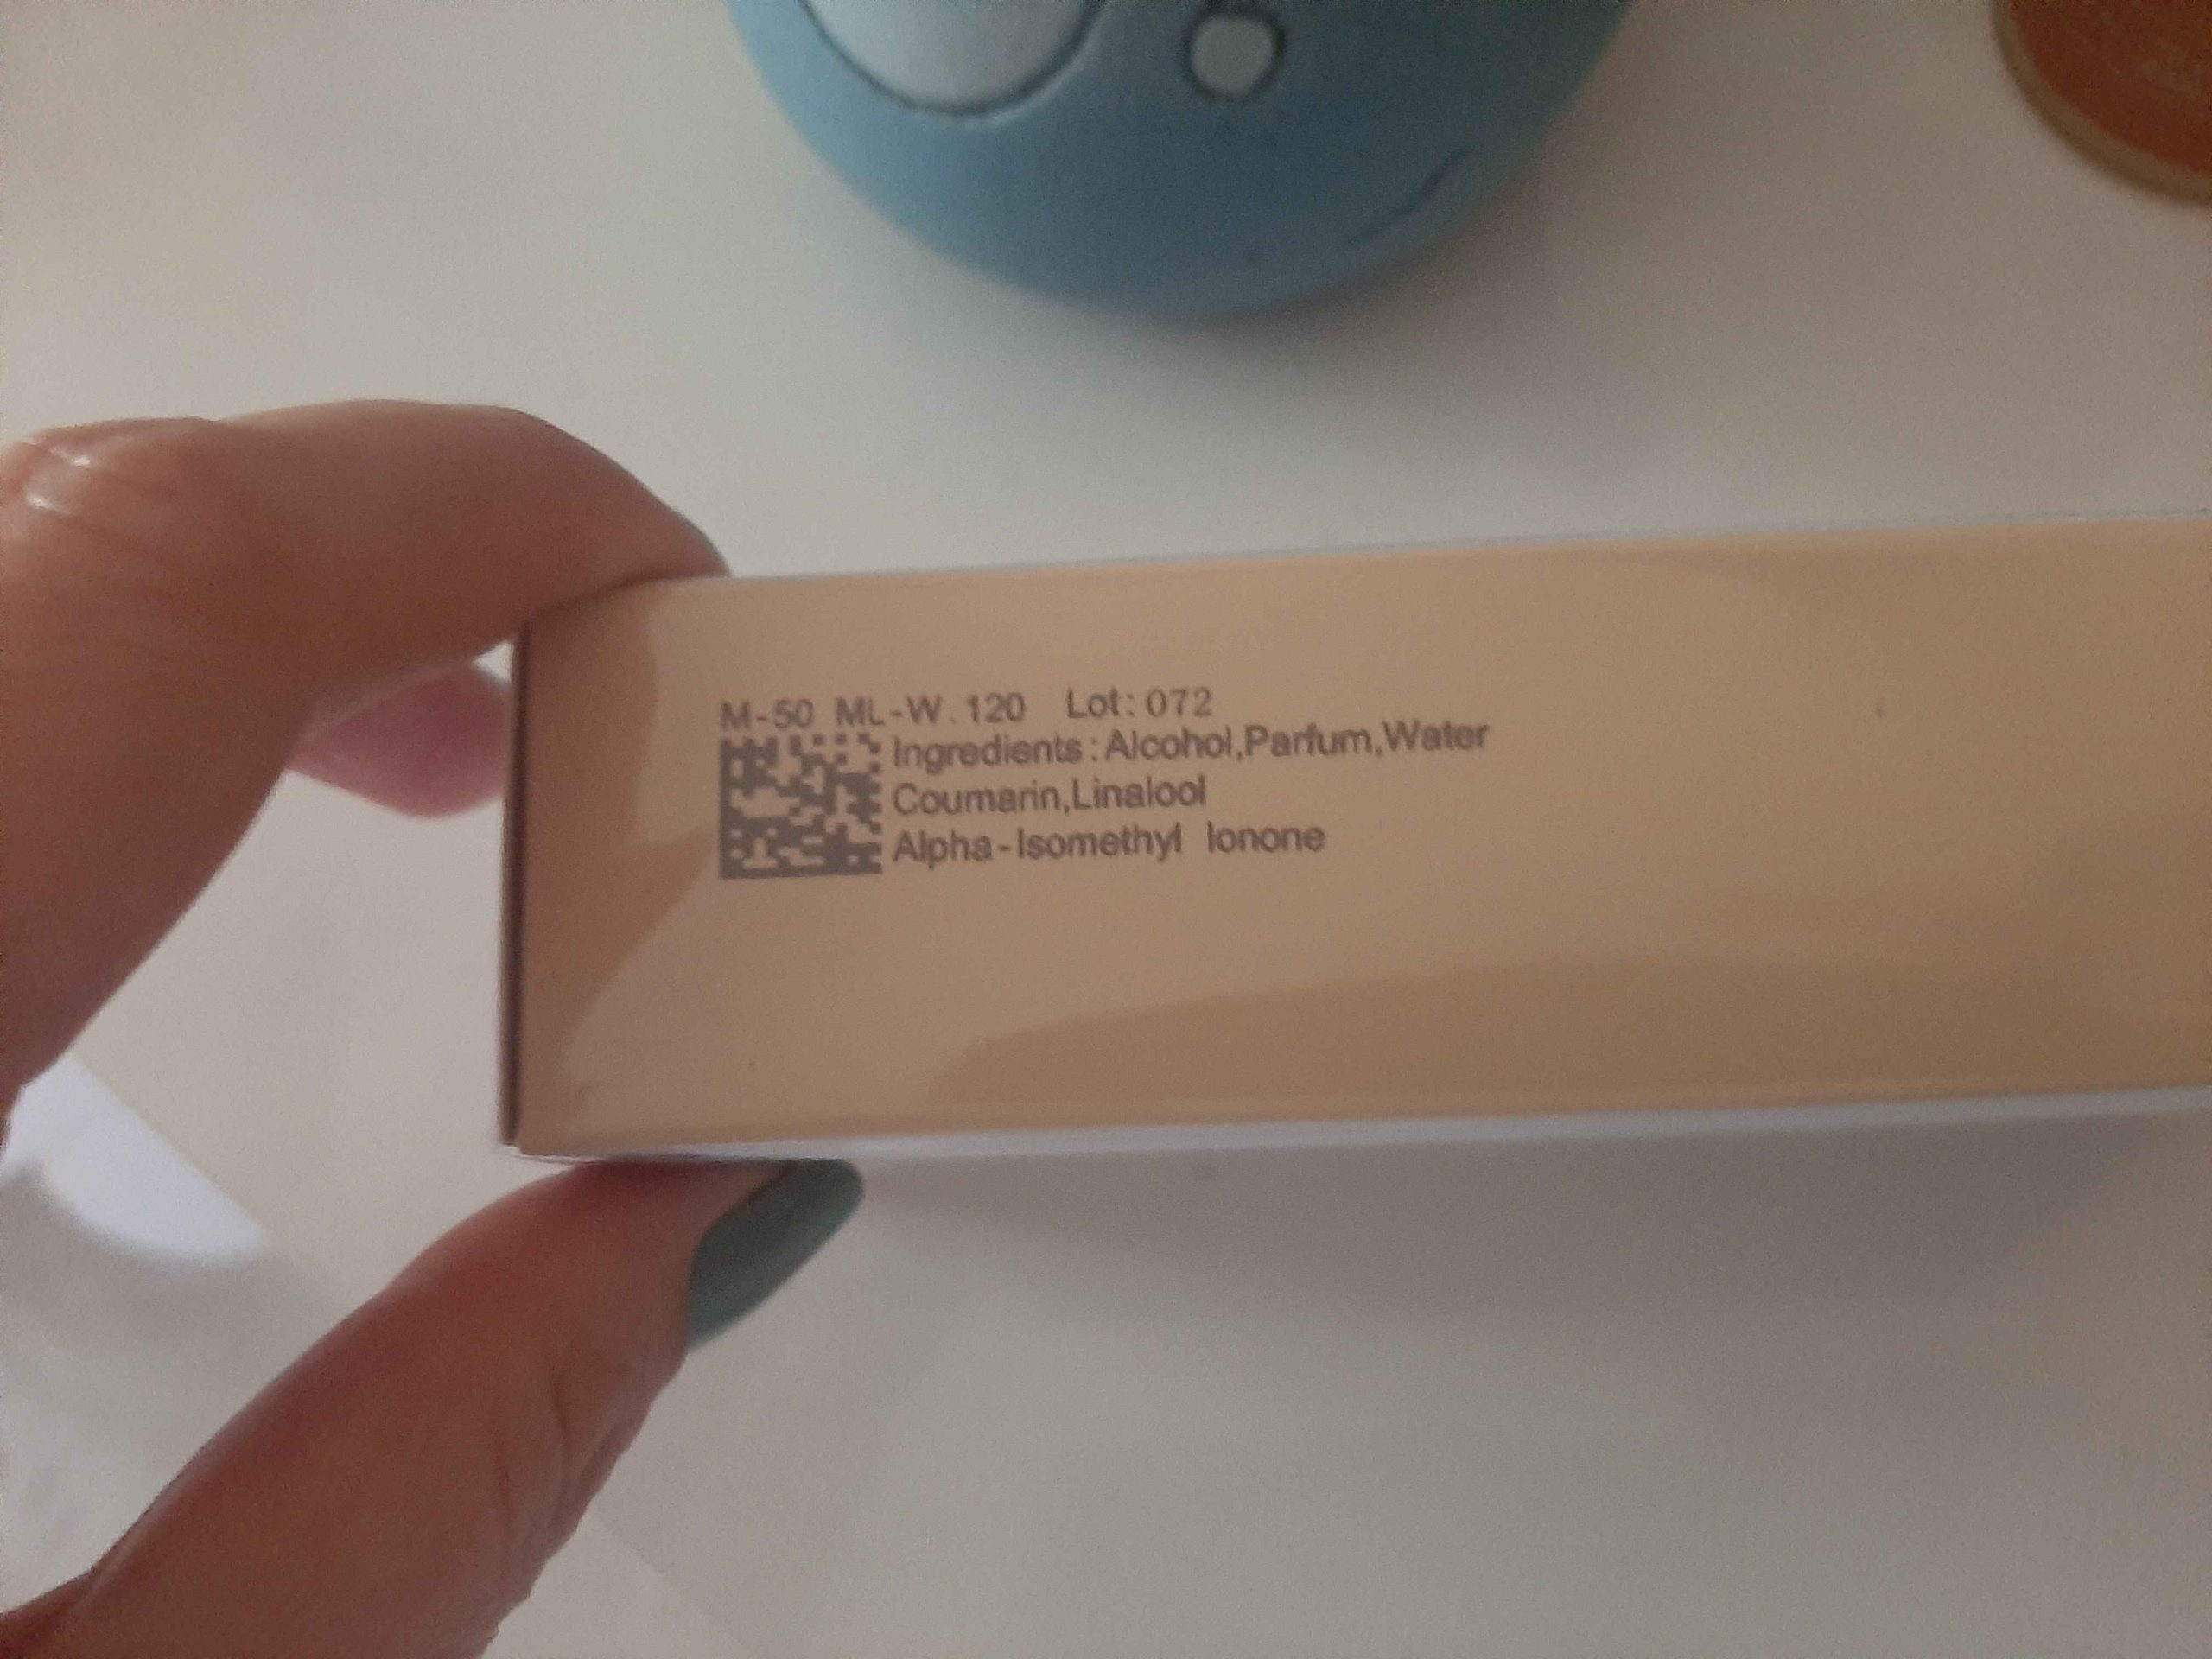 M-50 ML-W.120 Lot: 072
Ingredients: Alcohol,Parfum,Water
Coumarin,Linalool
Alpha-Isomethyl Ionone